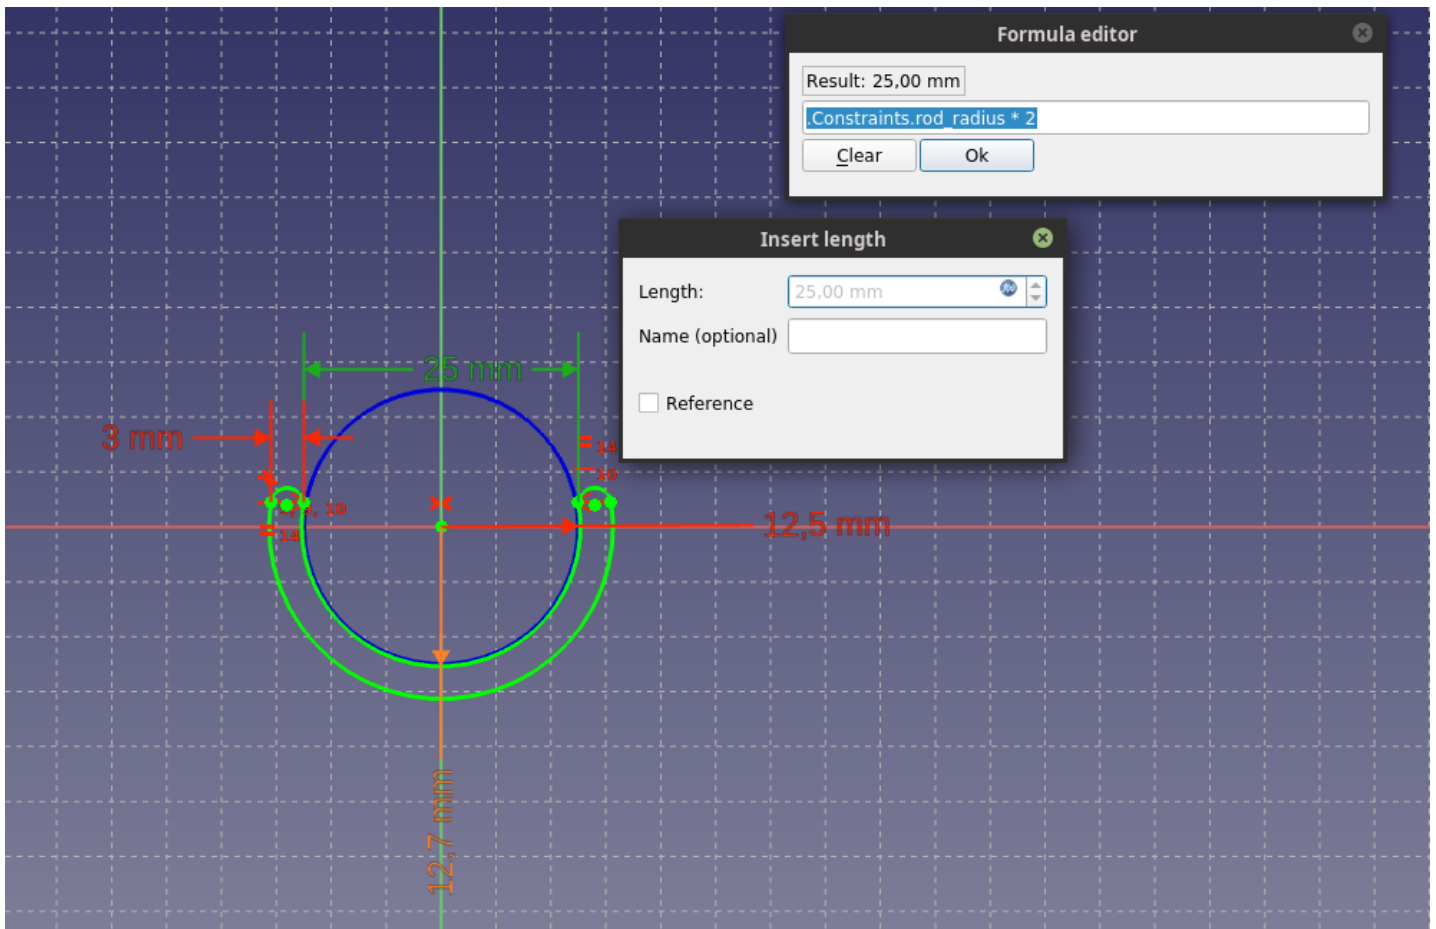 Formula editor
Result: 25,00 mm
.Constraints.rod_radius * 2
Clear
Ok
Insert length
Length:
25,00 mm
Name (optional)
Reference
25 mm
3 mm
14
10
10
14
12,5 mm
12,7 mm